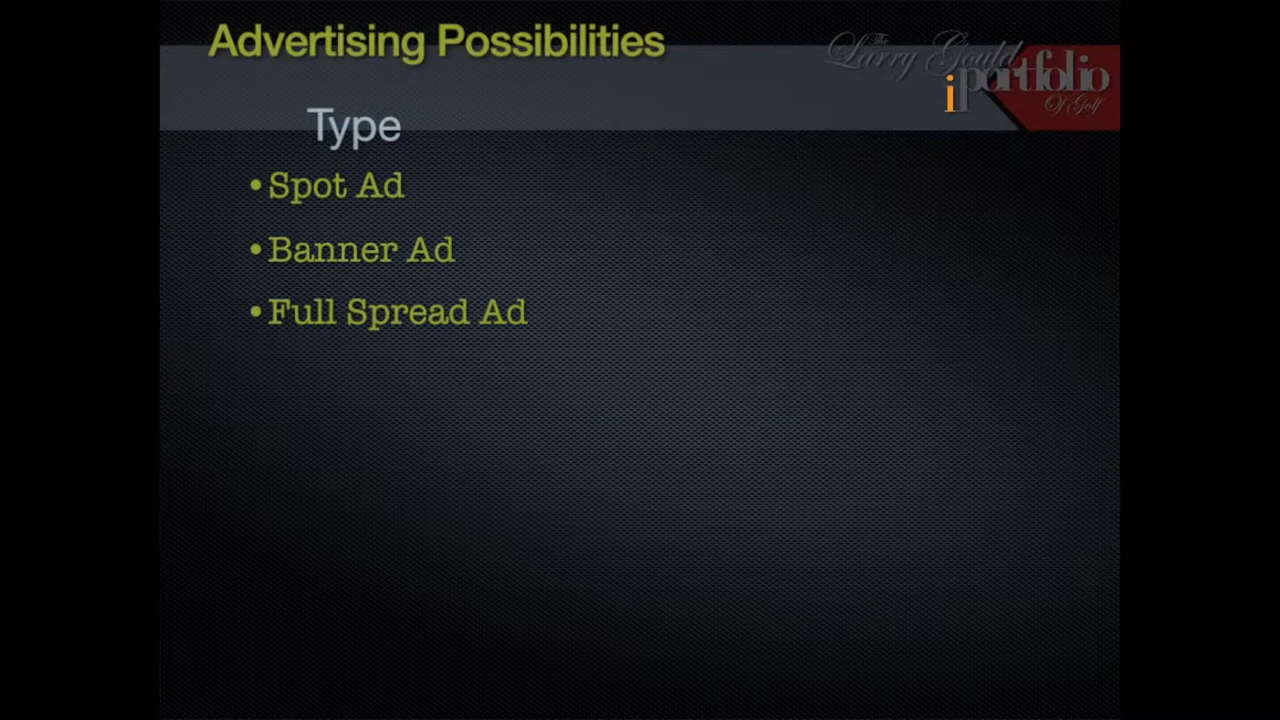 Advertising Possibilities
The
Larry Gould
iPortfolio
Of Golf
Type
•Spot Ad
•Banner Ad
•Full Spread Ad